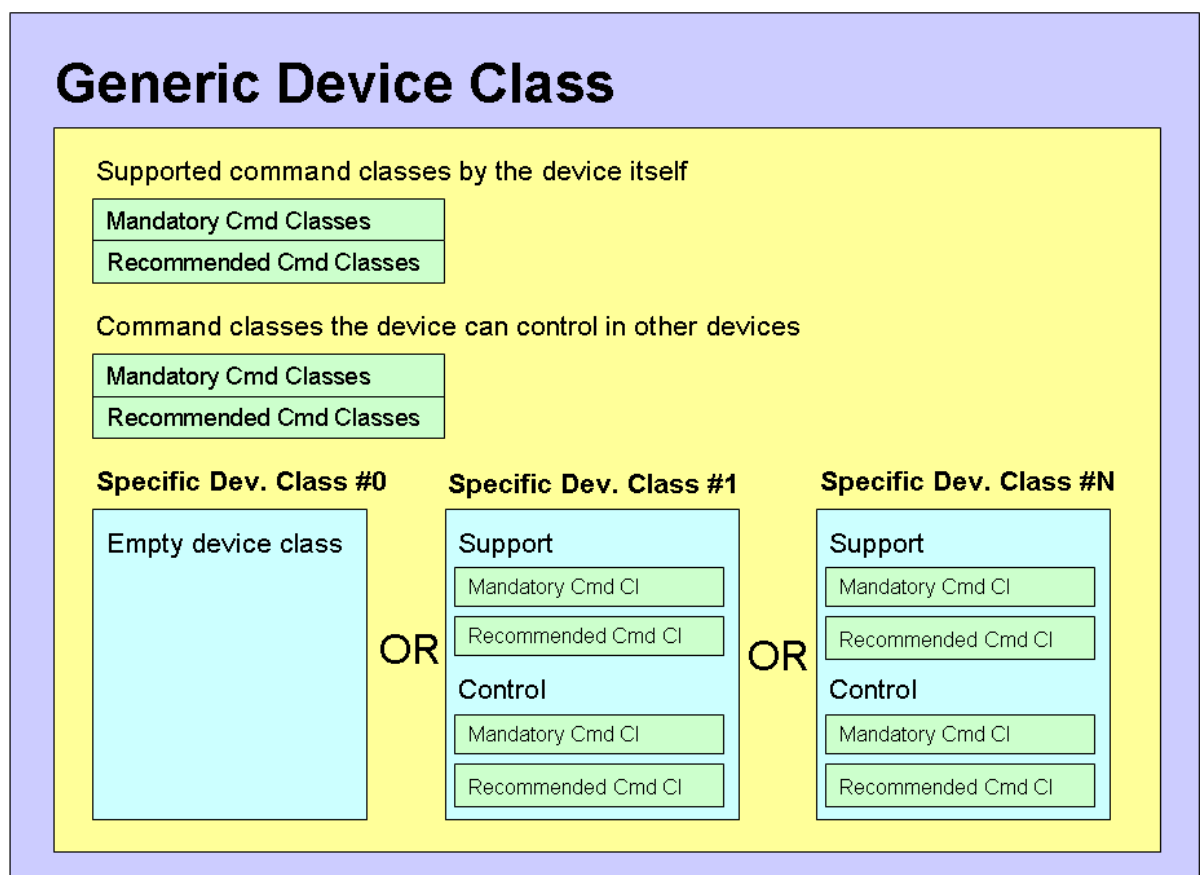 Generic Device Class
Supported command classes by the device itself
Mandatory Cmd Classes
Recommended Cmd Classes
Command classes the device can control in other devices
Mandatory Cmd Classes
Recommended Cmd Classes
Specific Dev. Class #0
Empty device class
OR
Specific Dev. Class #1
Support
Mandatory Cmd Cl
Recommended Cmd Cl
Control
Mandatory Cmd Cl
Recommended Cmd Cl
OR
Specific Dev. Class #N
Support
Mandatory Cmd Cl
Recommended Cmd Cl
Control
Mandatory Cmd Cl
Recommended Cmd Cl